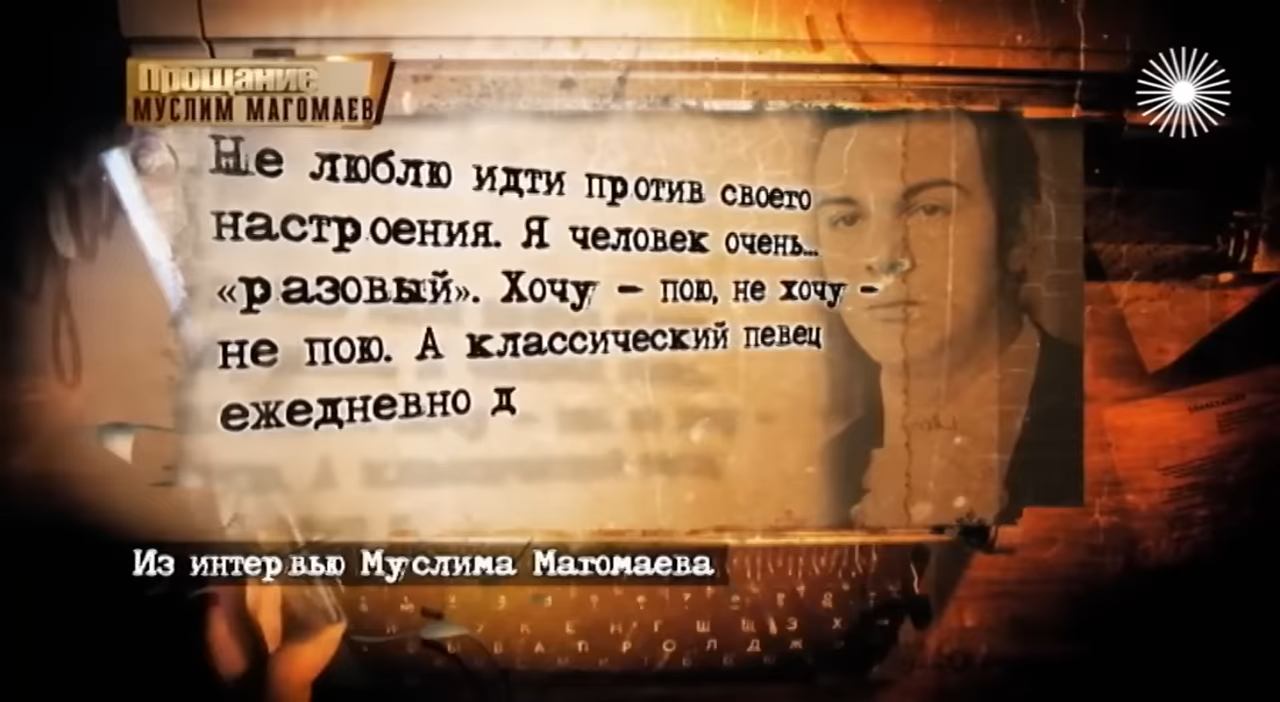 Прощание
МУСЛИМ МАГОМАЕВ
Не люблю идти против своего
настроения. Я человек очень...
«разовый». Хочу – пою, не хочу –
не пою. А классический певец
ежедневно д
Из интервью Муслима Магомаева